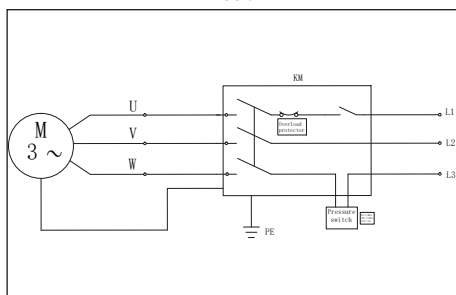 KM
U
L1
Overload
protector
M
3 ~
V
L2
W
L3
Pressure
switch
PE